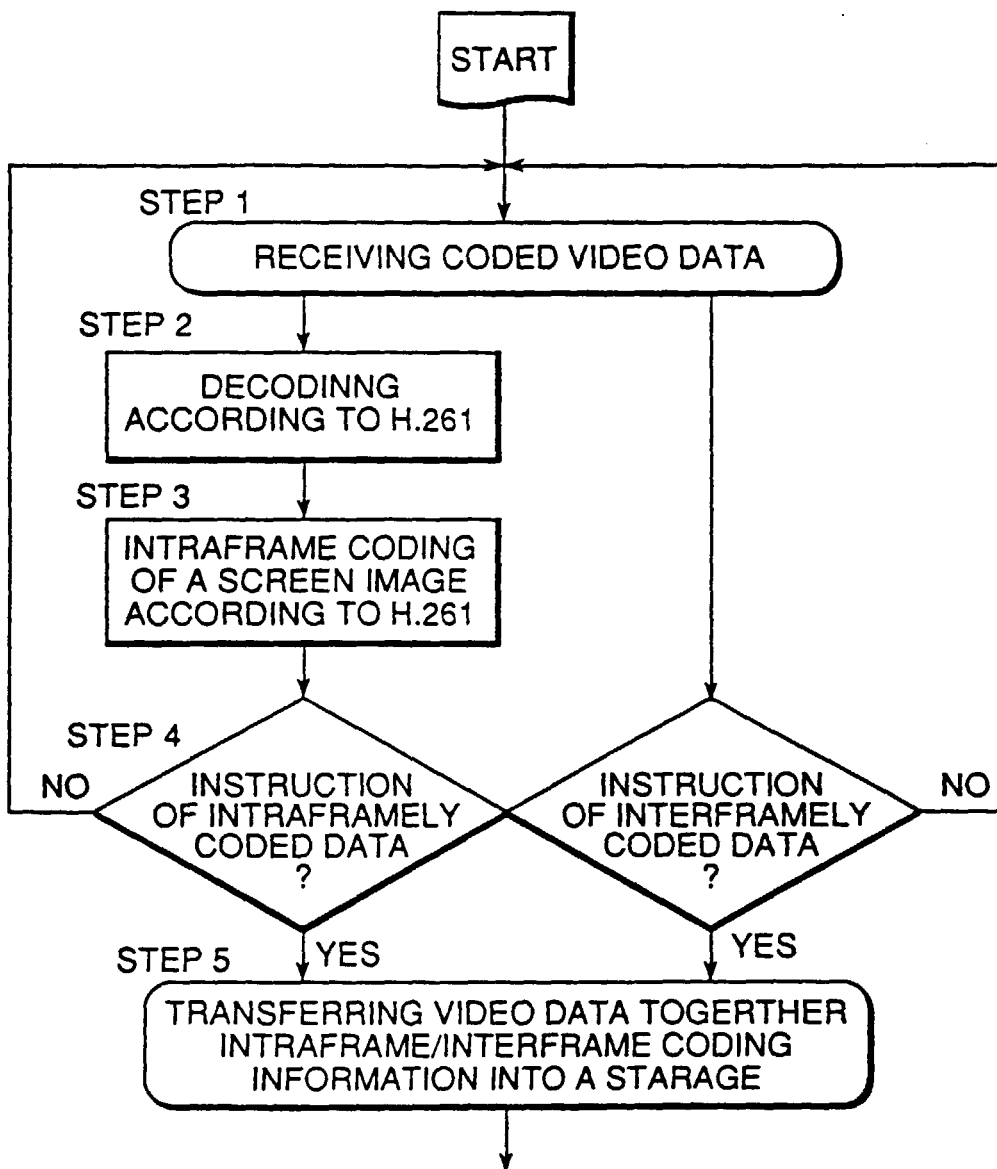 START
STEP 1
RECEIVING CODED VIDEO DATA
STEP 2
DECODINNG
ACCORDING TO H.261
STEP 3
INTRAFRAME CODING
OF A SCREEN IMAGE
ACCORDING TO H.261
STEP 4
NO
INSTRUCTION
OF INTRAFRAMELY
CODED DATA
?
INSTRUCTION
OF INTERFRAMELY
CODED DATA
?
NO
YES
YES
STEP 5
TRANSFERRING VIDEO DATA TOGERTHER
INTRAFRAME/INTERFRAME CODING
INFORMATION INTO A STARAGE